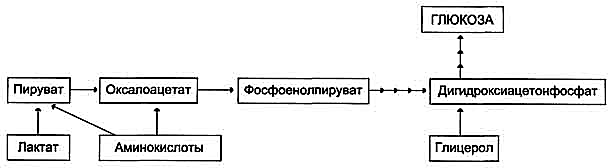 ГЛЮКОЗА
Пируват
Оксалоацетат
Фосфоенолпируват
Дигидроксиацетонфосфат
Лактат
Аминокислоты
Глицерол